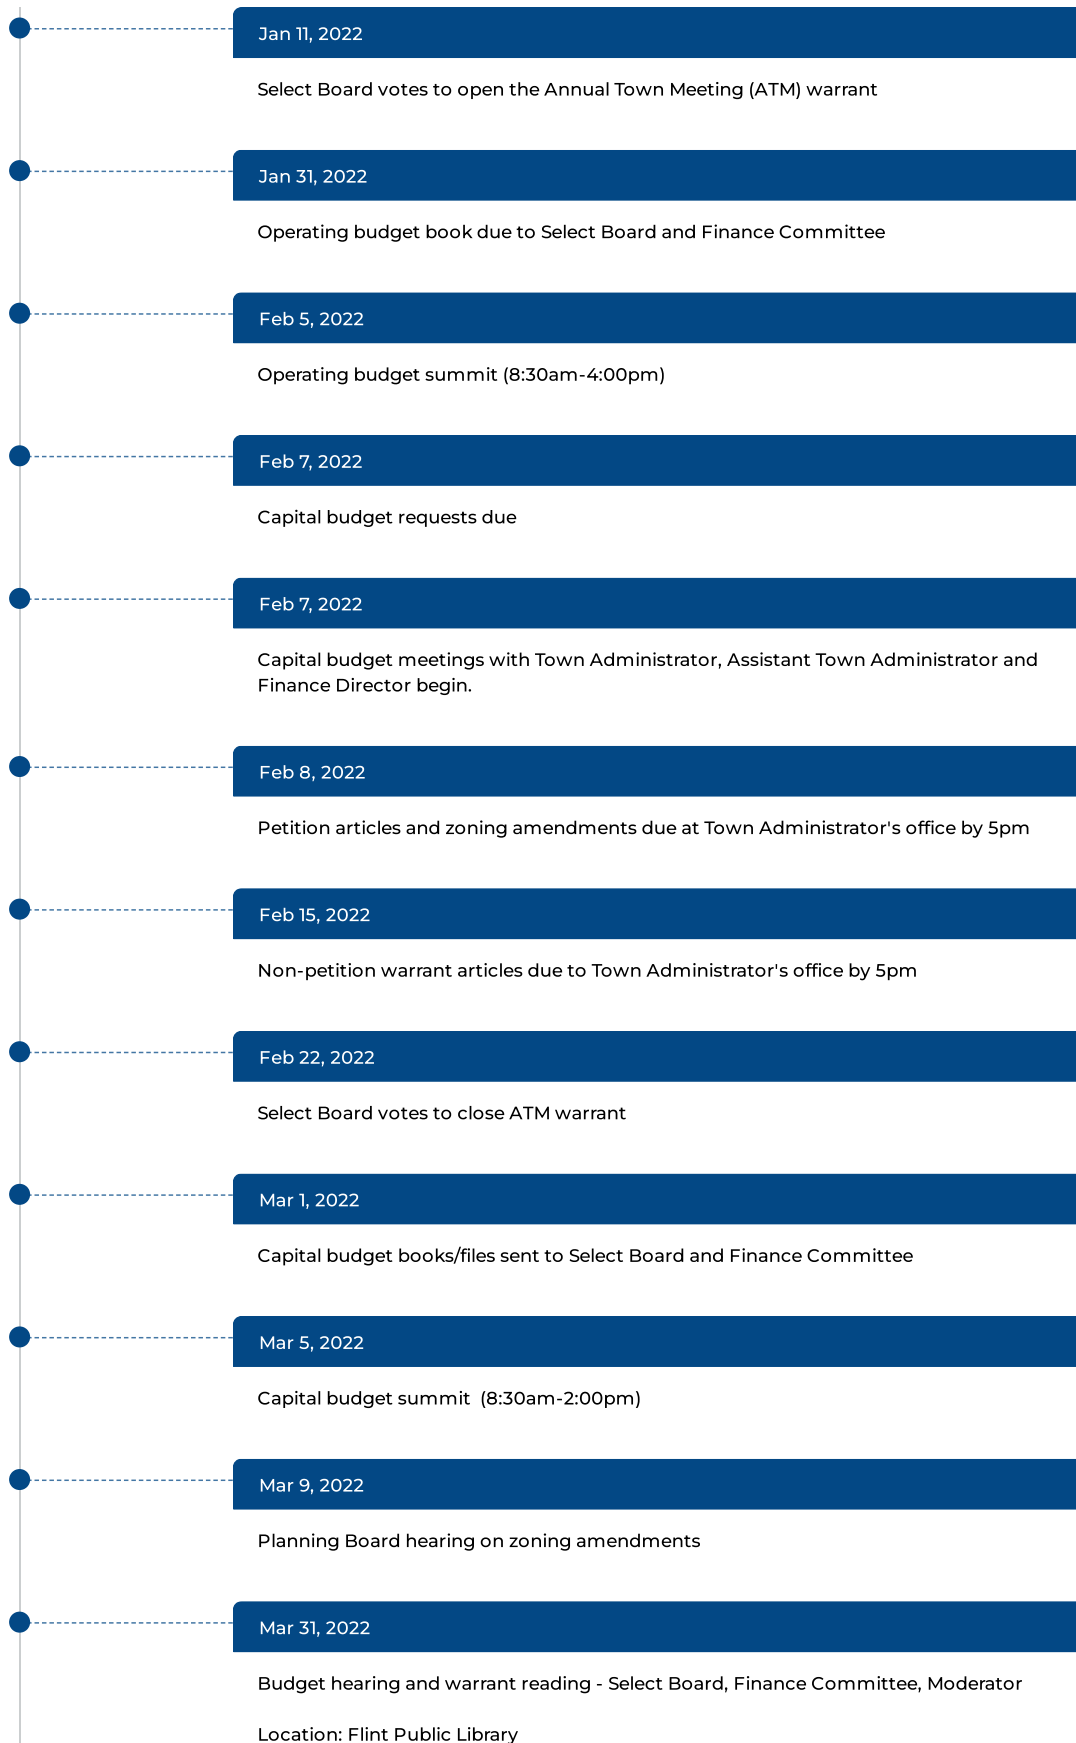 Jan 11, 2022
Select Board votes to open the Annual Town Meeting (ATM) warrant
Jan 31, 2022
Operating budget book due to Select Board and Finance Committee
Feb 5, 2022
Operating budget summit (8:30am-4:00pm)
Feb 7, 2022
Capital budget requests due
Feb 7, 2022
Capital budget meetings with Town Administrator, Assistant Town Administrator and
Finance Director begin.
Feb 8, 2022
Petition articles and zoning amendments due at Town Administrator's office by 5pm
Feb 15, 2022
Non-petition warrant articles due to Town Administrator's office by 5pm
Feb 22, 2022
Select Board votes to close ATM warrant
Mar 1, 2022
Capital budget books/files sent to Select Board and Finance Committee
Mar 5, 2022
Capital budget summit  (8:30am-2:00pm)
Mar 9, 2022
Planning Board hearing on zoning amendments
Mar 31, 2022
Budget hearing and warrant reading - Select Board, Finance Committee, Moderator
Location: Flint Public Library